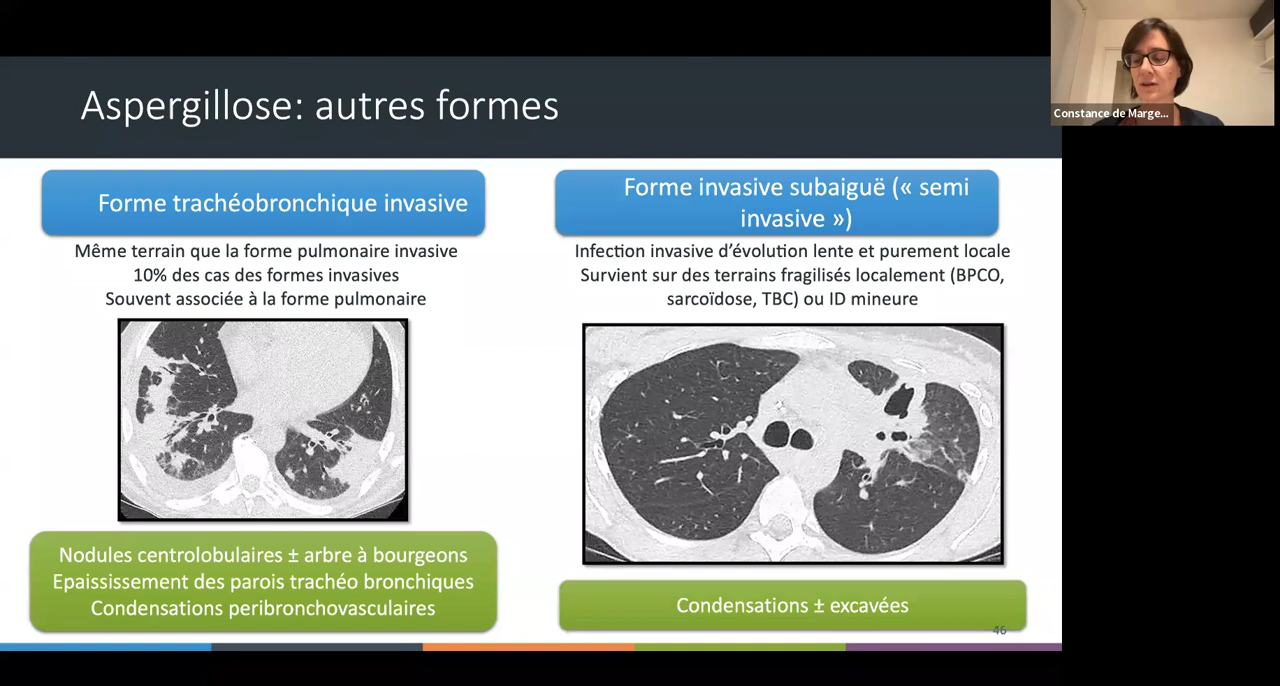 Aspergillose: autres formes
Constance de Marge...
Forme trachéobronchique invasive
Même terrain que la forme pulmonaire invasive
10% des cas des formes invasives
Souvent associée à la forme pulmonaire
Nodules centrolobulaires ± arbre à bourgeons
Epaississement des parois trachéo bronchiques
Condensations peribronchovasculaires
Forme invasive subaiguë (« semi
invasive »)
Infection invasive d’évolution lente et purement locale
Survient sur des terrains fragilisés localement (BPCO,
sarcoïdose, TBC) ou ID mineure
Condensations ± excavées
46